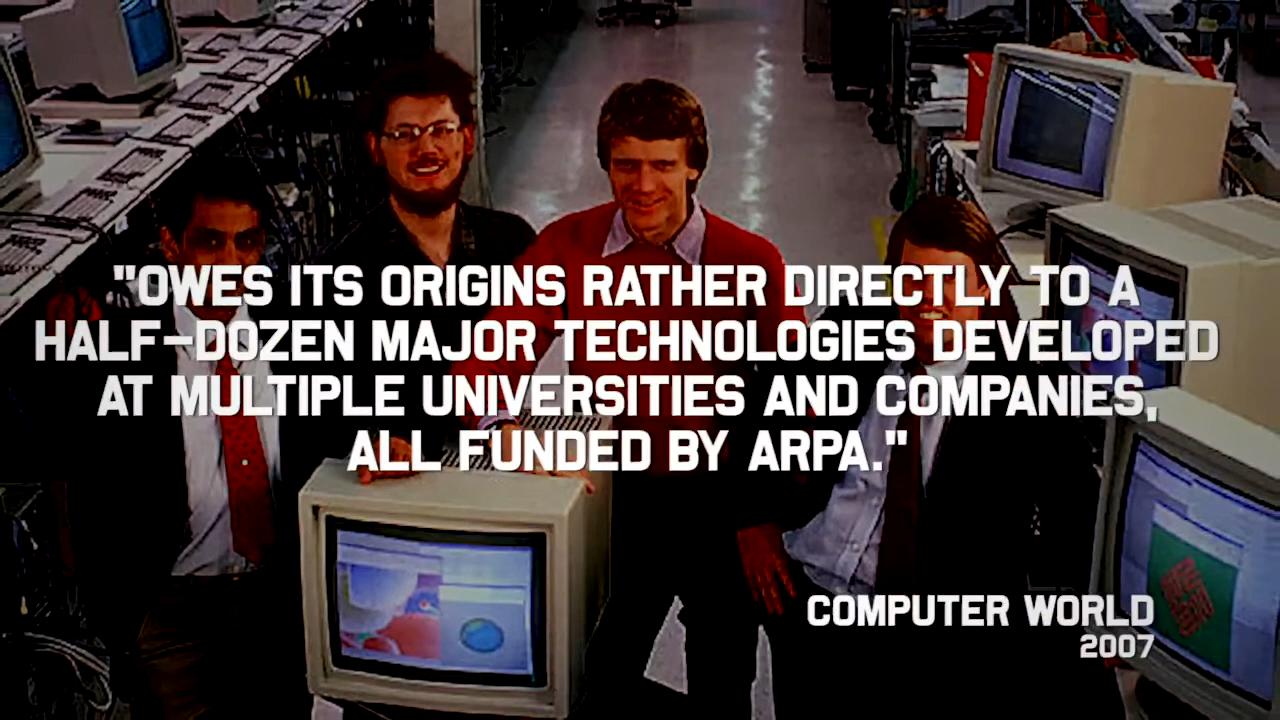 "OWES ITS ORIGINS RATHER DIRECTLY TO A
HALF-DOZEN MAJOR TECHNOLOGIES DEVELOPED
AT MULTIPLE UNIVERSITIES AND COMPANIES,
ALL FUNDED BY ARPA."
COMPUTER WORLD
2007